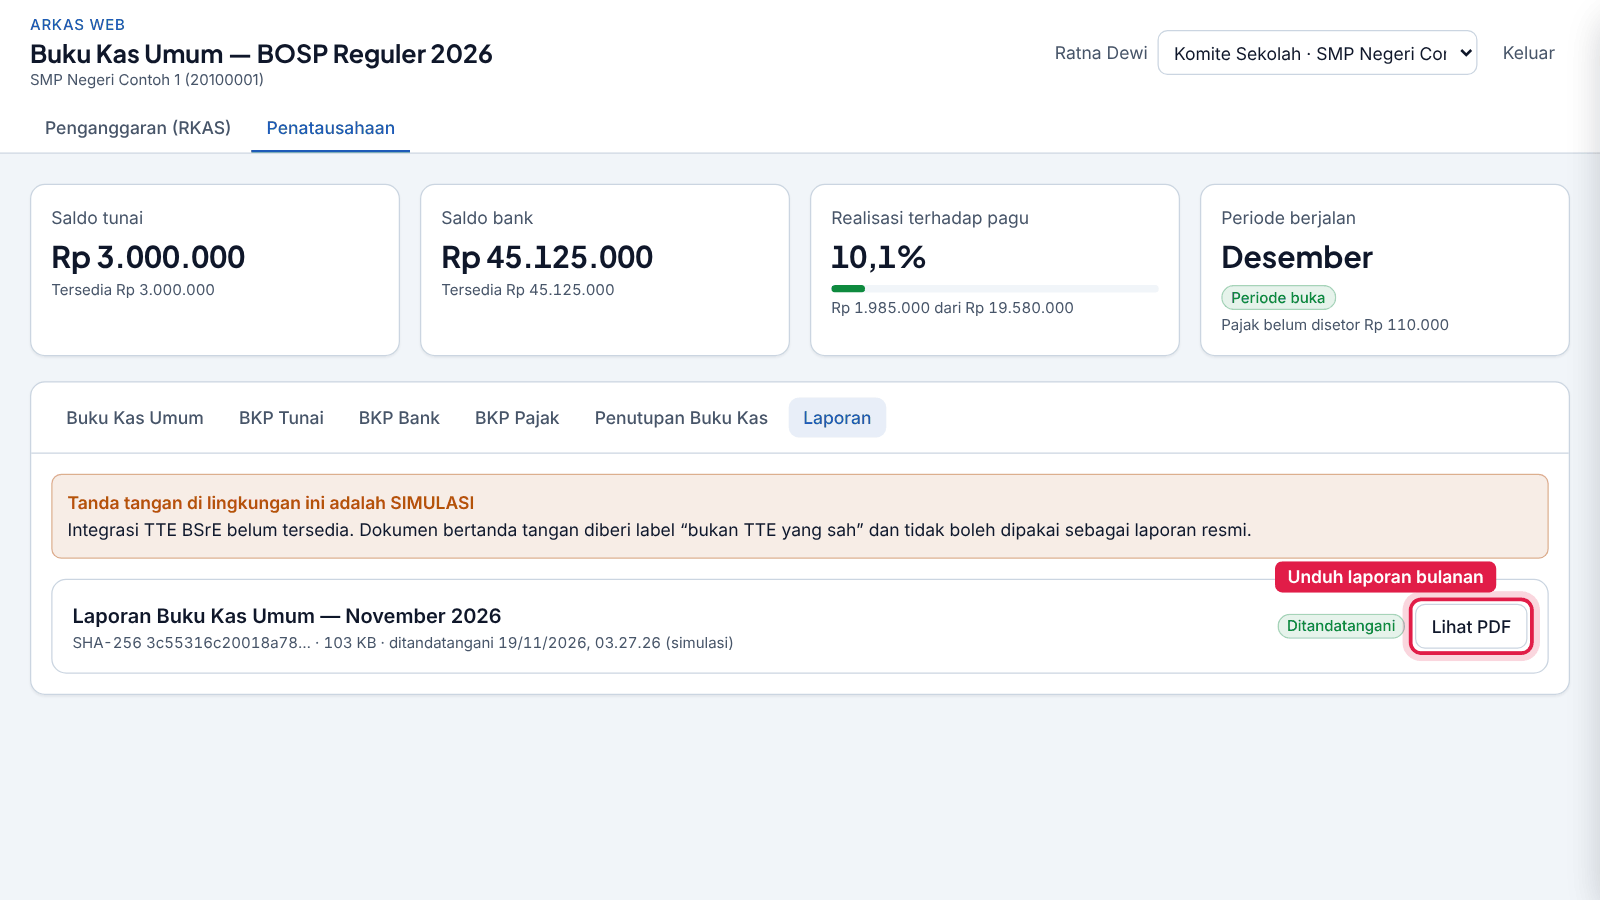 ARKAS WEB
Buku Kas Umum — BOSP Reguler 2026
SMP Negeri Contoh 1 (20100001)
Ratna Dewi
Komite Sekolah · SMP Negeri Cor
Keluar
Penganggaran (RKAS)
Penatausahaan
Saldo tunai
Rp 3.000.000
Tersedia Rp 3.000.000
Saldo bank
Rp 45.125.000
Tersedia Rp 45.125.000
Realisasi terhadap pagu
10,1%
Rp 1.985.000 dari Rp 19.580.000
Periode berjalan
Desember
Periode buka
Pajak belum disetor Rp 110.000
Buku Kas Umum
BKP Tunai
BKP Bank
BKP Pajak
Penutupan Buku Kas
Laporan
Tanda tangan di lingkungan ini adalah SIMULASI
Integrasi TTE BSrE belum tersedia. Dokumen bertanda tangan diberi label “bukan TTE yang sah” dan tidak boleh dipakai sebagai laporan resmi.
Unduh laporan bulanan
Laporan Buku Kas Umum — November 2026
SHA-256 3c55316c20018a78… · 103 KB · ditandatangani 19/11/2026, 03.27.26 (simulasi)
Ditandatangani
Lihat PDF